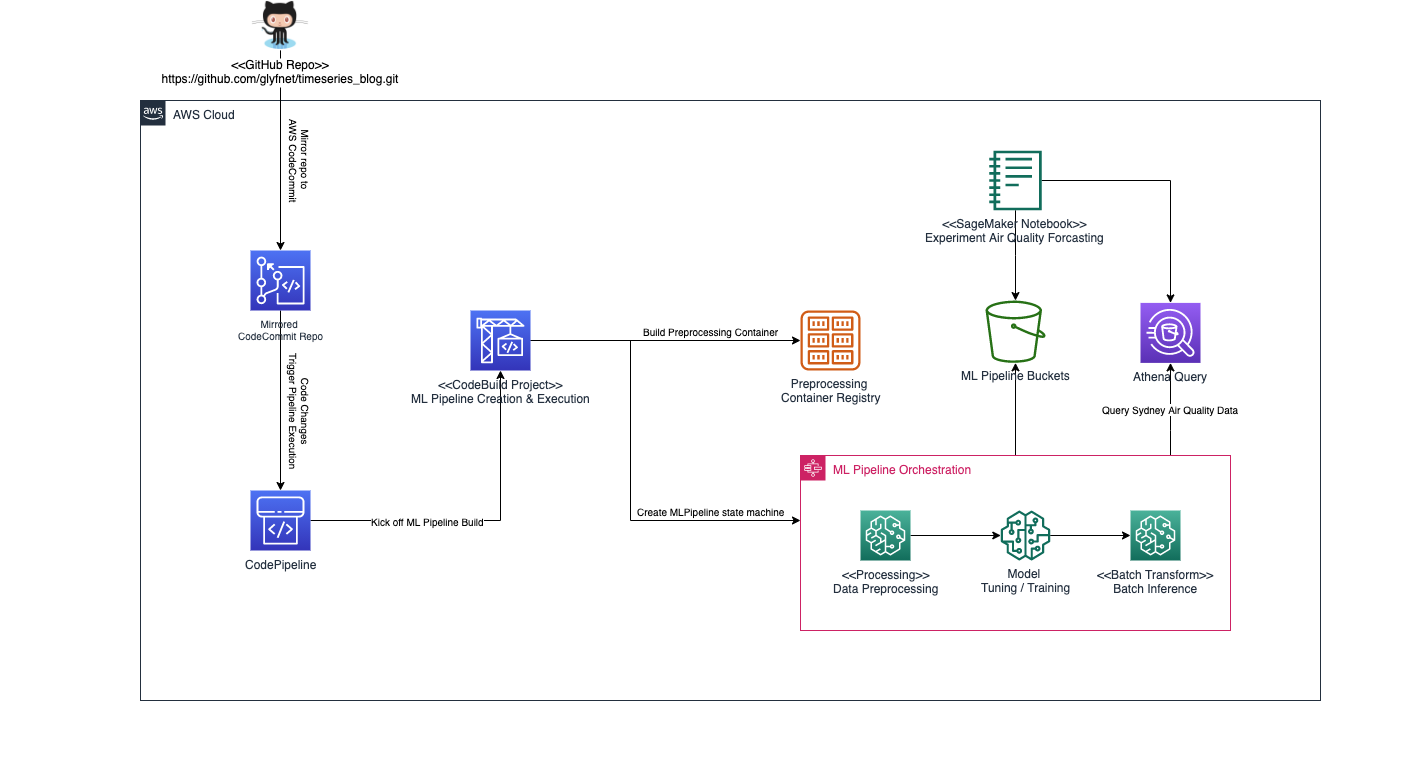 <<GitHub Repo>>
https://github.com/glyfnet/timeseries_blog.git
aws
AWS Cloud
Mirror repo to
AWS CodeCommit
Mirrored
CodeCommit Repo
Code Changes
Trigger Pipeline Execution
CodePipeline
Kick off ML Pipeline Build
<<CodeBuild Project>>
ML Pipeline Creation & Execution
Build Preprocessing Container
Preprocessing
Container Registry
Create MLPipeline state machine
<<SageMaker Notebook>>
Experiment Air Quality Forcasting
ML Pipeline Buckets
Athena Query
Query Sydney Air Quality Data
ML Pipeline Orchestration
<<Processing>>
Data Preprocessing
Model
Tuning / Training
<<Batch Transform>>
Batch Inference